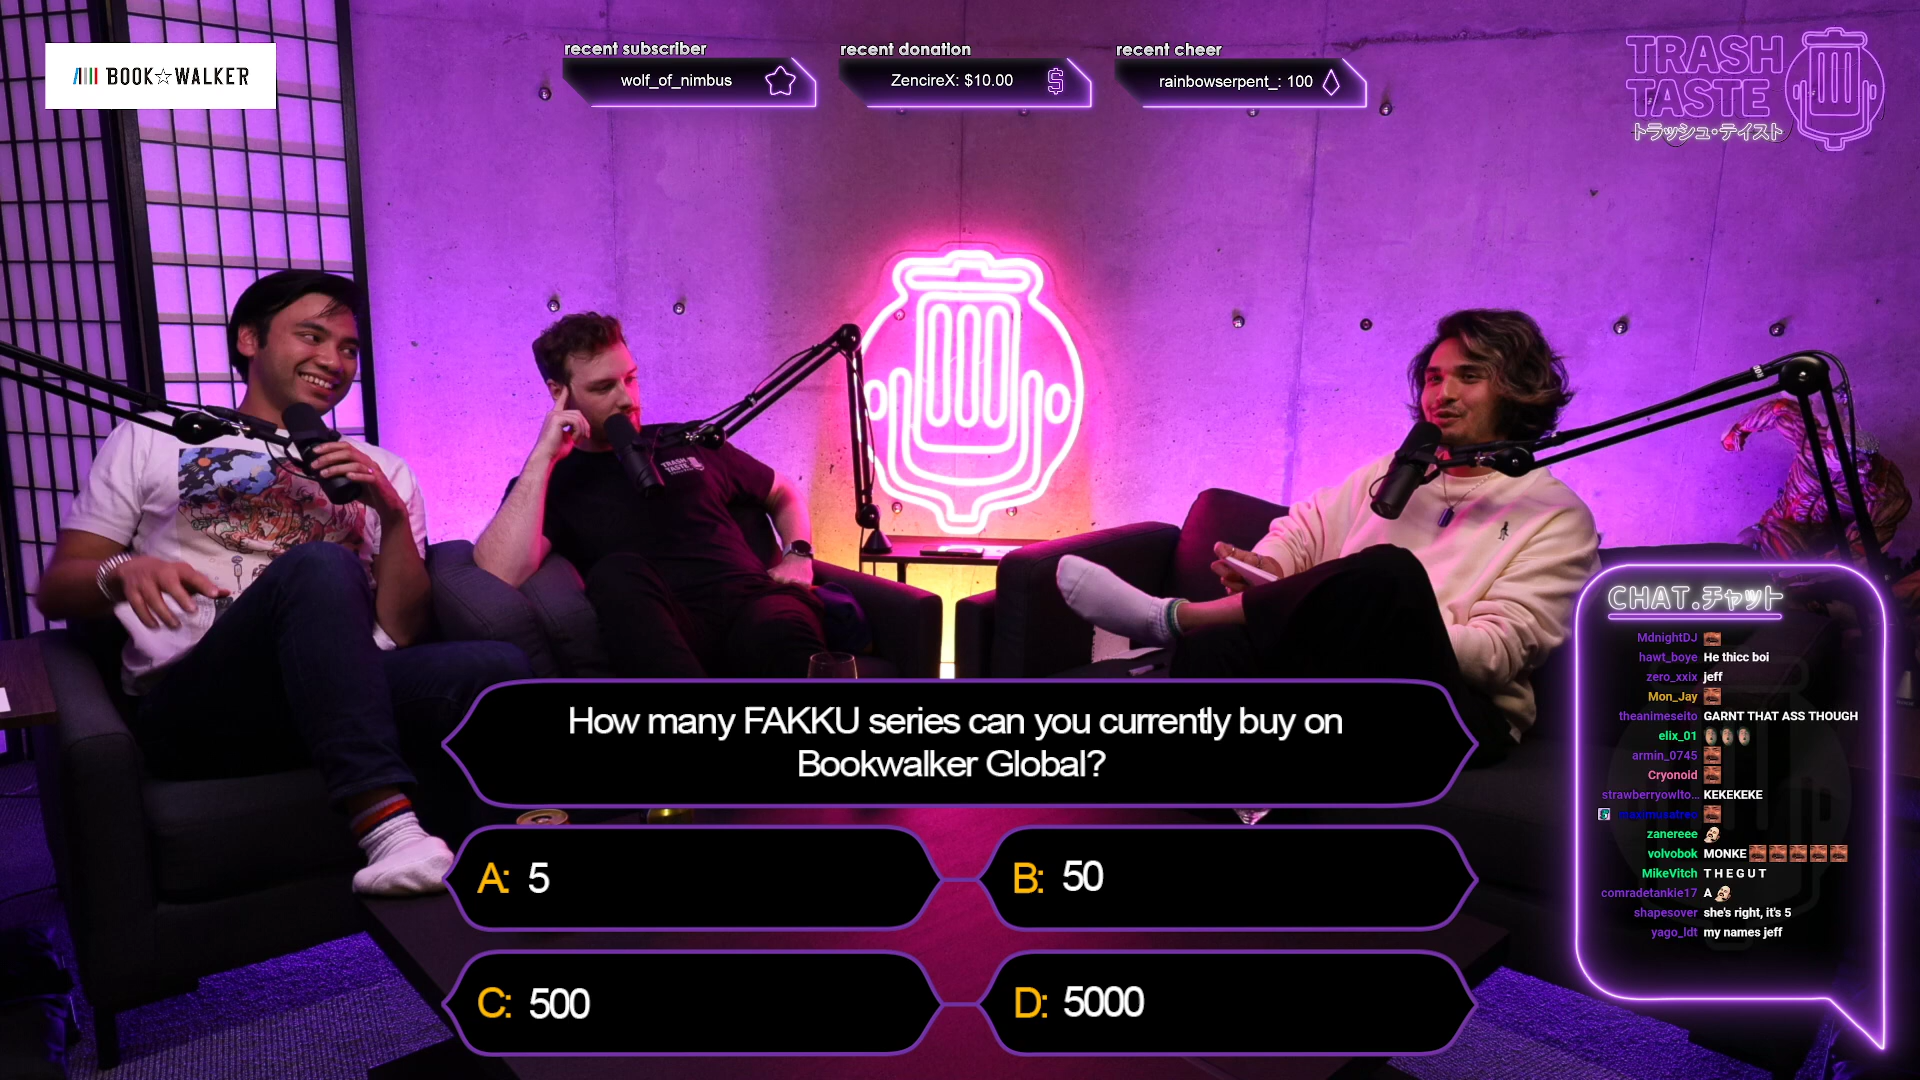 BOOK☆WALKER
recent subscriber
wolf_of_nimbus
recent donation
ZencireX: $10.00
$
recent cheer
rainbowserpent_: 100
TRASH
TASTE
トラッシュ・テイスト
TRASH
TASTE
How many FAKKU series can you currently buy on
Bookwalker Global?
A: 5
B: 50
C: 500
D: 5000
CHAT.チャット
MdnightDJ
hawt_boye He thicc boi
zero_xxix jeff
Mon_Jay
theanimeseito GARNT THAT ASS THOUGH
elix_01
armin_0745
Cryonoid
strawberryowlto... KEKEKEKE
zanereee
volvobok MONKE
MikeVitch T H E G U T
comradetankie17 A
shapesover she's right, it's 5
yago_ldt my names jeff